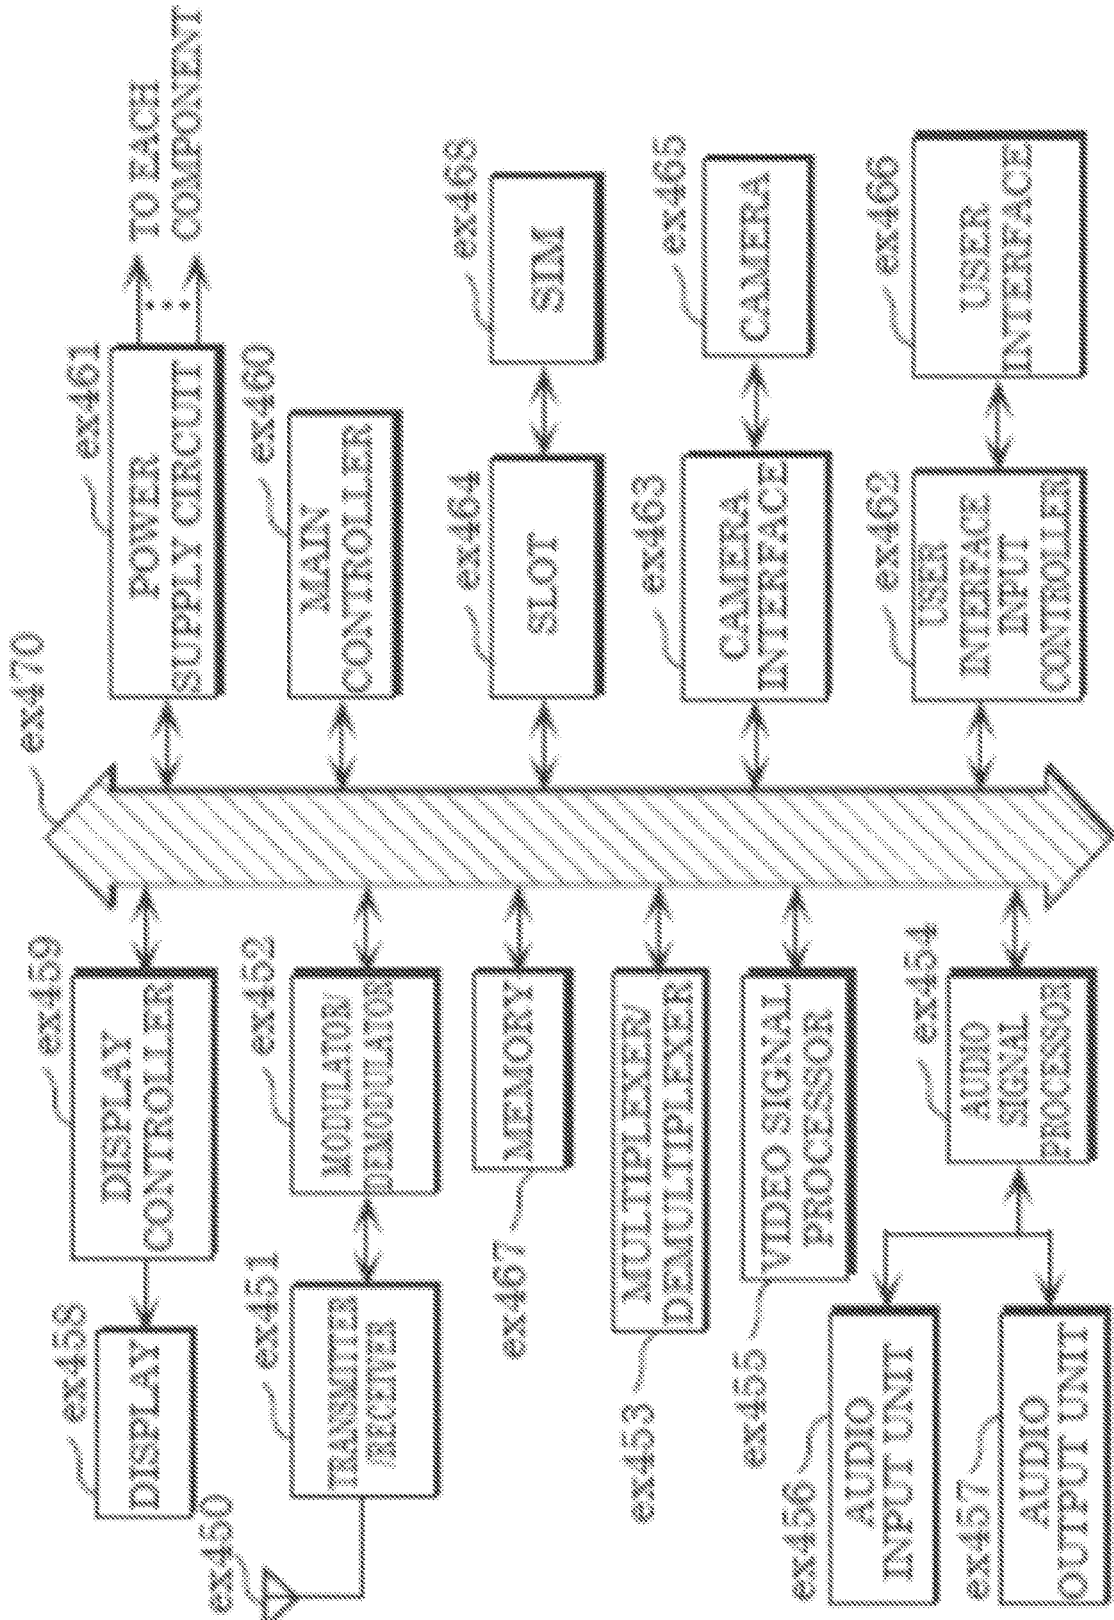 ex470
ex459
DISPLAY
CONTROLLER
ex458
DISPLAY
ex461
POWER
SUPPLY CIRCUIT
TO EACH
COMPONENT
ex450
ex451
TRANSMITTER
/RECEIVER
ex452
MODULATOR/
DEMODULATOR
ex460
MAIN
CONTROLLER
MEMORY
ex467
ex464
SLOT
ex468
SIM
MULTIPLEXER/
DEMULTIPLEXER
ex453
ex463
CAMERA
INTERFACE
ex465
CAMERA
VIDEO SIGNAL
PROCESSOR
ex455
ex456
AUDIO
INPUT UNIT
ex454
AUDIO
SIGNAL
PROCESSOR
ex457
AUDIO
OUTPUT UNIT
ex462
USER
INTERFACE
INPUT
CONTROLLER
ex466
USER
INTERFACE